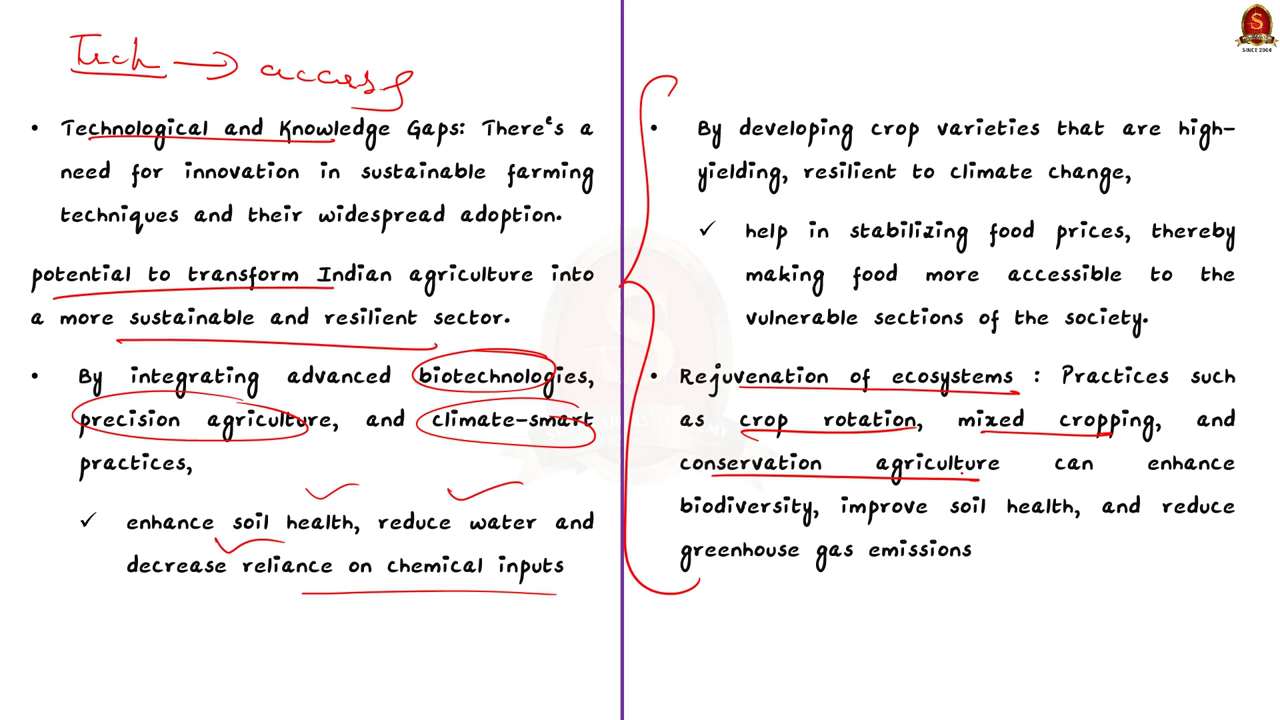 Tech → access
• Technological and Knowledge Gaps: There's a
need for innovation in sustainable farming
techniques and their widespread adoption.
potential to transform Indian agriculture into
a more sustainable and resilient sector.
• By integrating advanced biotechnologies,
precision agriculture, and climate-smart
practices,
✓ enhance soil health, reduce water and
decrease reliance on chemical inputs
• By developing crop varieties that are high-
yielding, resilient to climate change,
✓ help in stabilizing food prices, thereby
making food more accessible to the
vulnerable sections of the society.
• Rejuvenation of ecosystems : Practices such
as crop rotation, mixed cropping, and
conservation agriculture can enhance
biodiversity, improve soil health, and reduce
greenhouse gas emissions
S
SINCE 2004